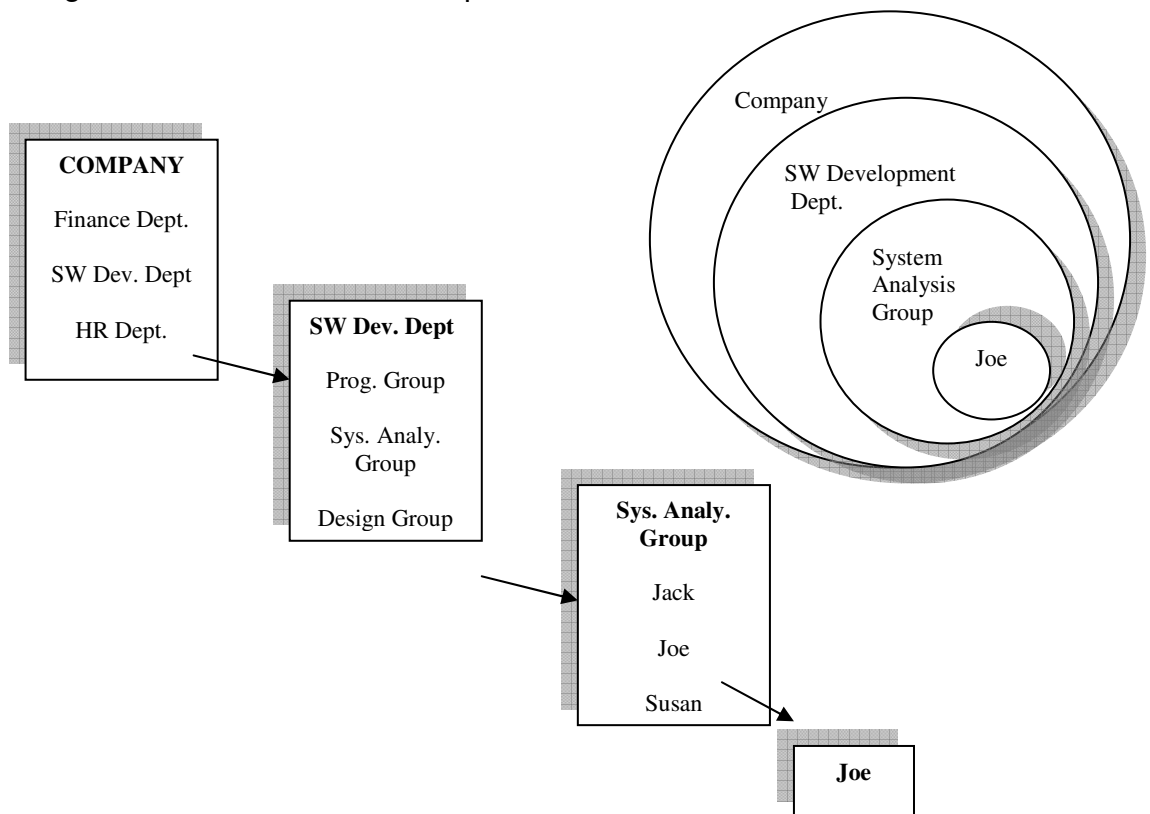 COMPANY
Finance Dept.
SW Dev. Dept
HR Dept.
SW Dev. Dept
Prog. Group
Sys. Analy.
Group
Design Group
Sys. Analy.
Group
Jack
Joe
Susan
Joe
Company
SW Development
Dept.
System
Analysis
Group
Joe